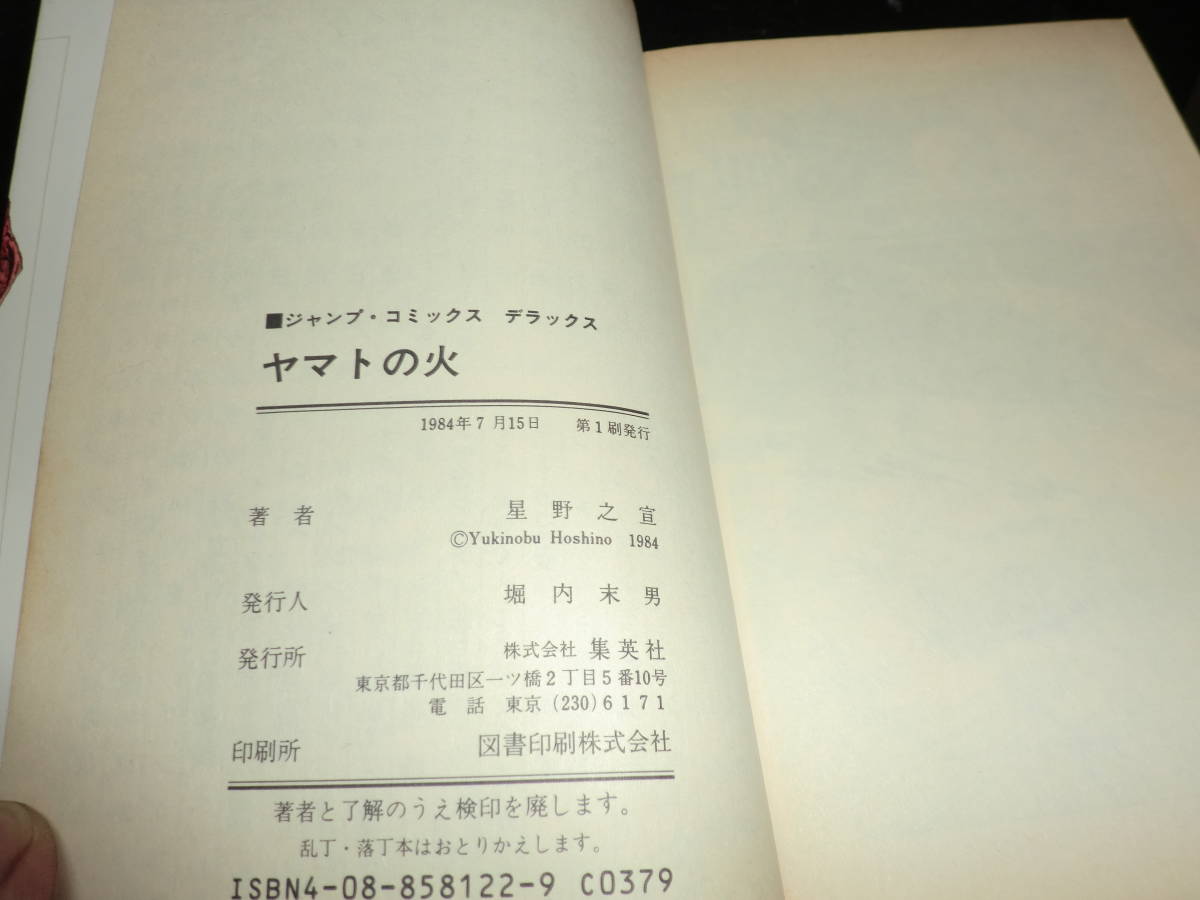 ■ジャンプ・コミックス デラックス
ヤマトの火
1984年7月15日 第1刷発行
著者 星野之宣
©Yukinobu Hoshino 1984
発行人 堀内末男
発行所 株式会社 集英社
東京都千代田区一ツ橋2丁目5番10号
電話 東京(230)6171
印刷所 図書印刷株式会社
著者と了解のうえ検印を廃します。
乱丁・落丁本はおとりかえします。
ISBN4-08-858122-9 C0379